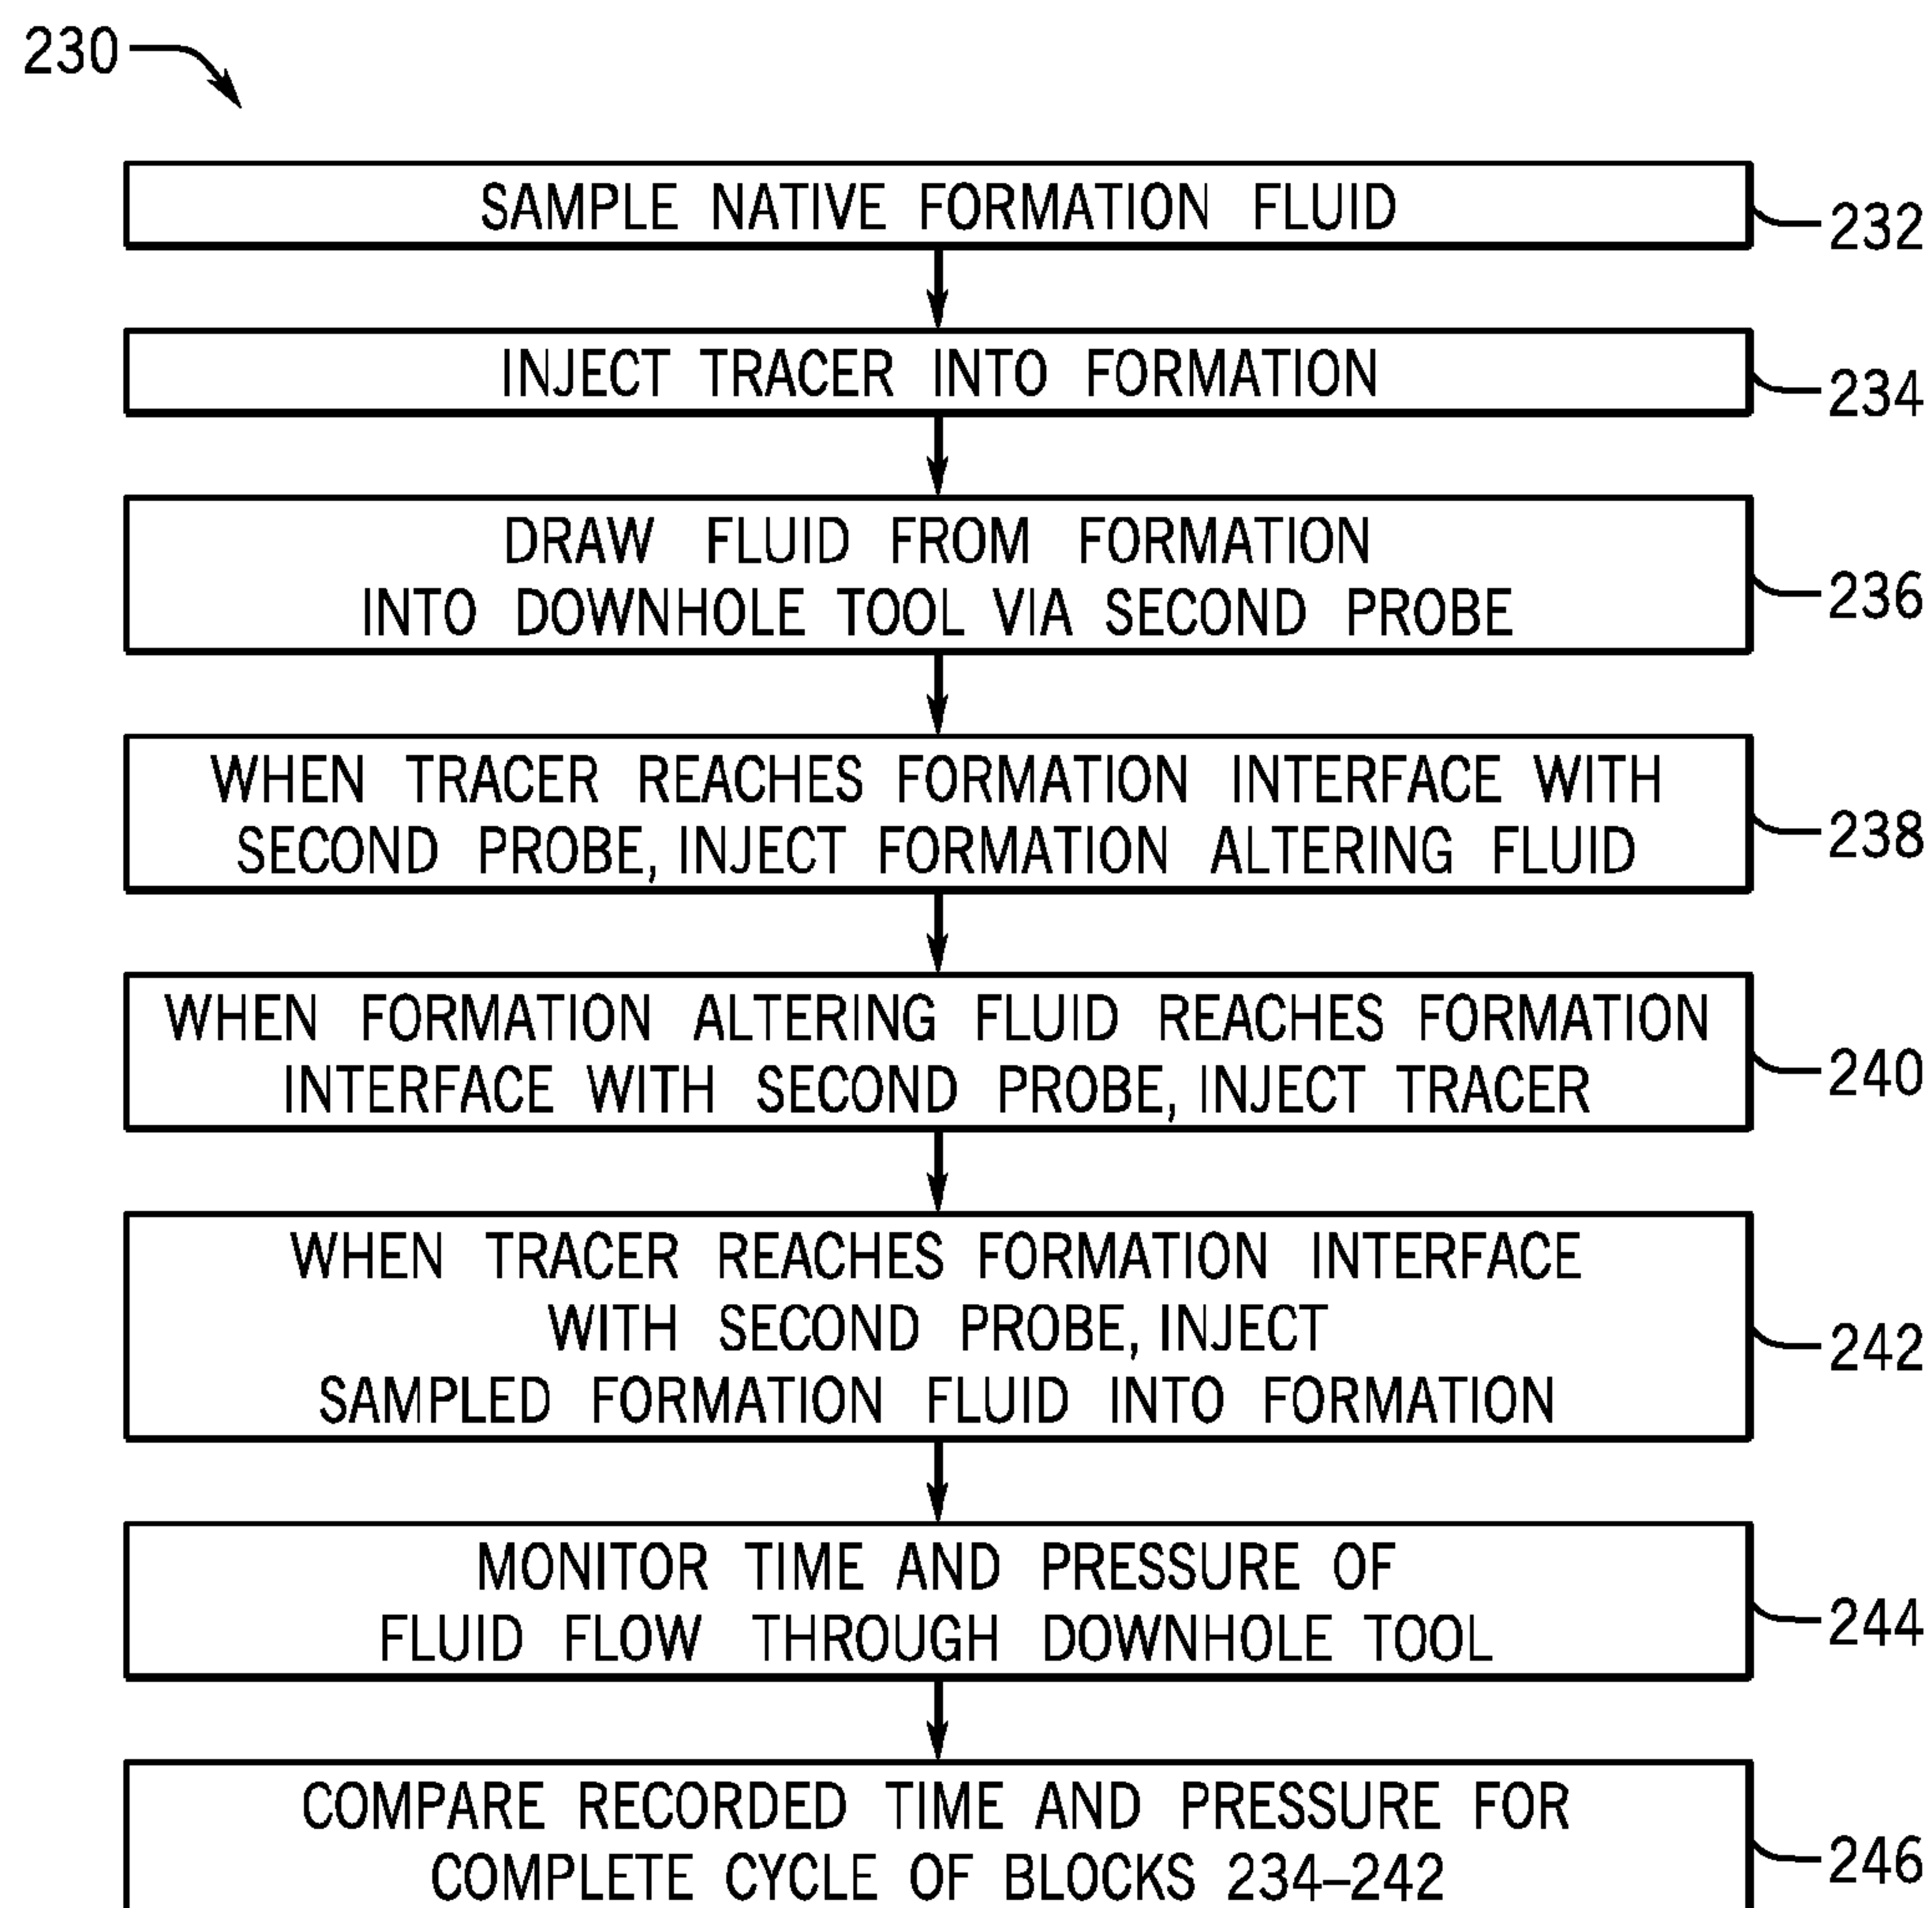 230
SAMPLE NATIVE FORMATION FLUID
232
INJECT TRACER INTO FORMATION
234
DRAW FLUID FROM FORMATION
INTO DOWNHOLE TOOL VIA SECOND PROBE
236
WHEN TRACER REACHES FORMATION INTERFACE WITH
SECOND PROBE, INJECT FORMATION ALTERING FLUID
238
WHEN FORMATION ALTERING FLUID REACHES FORMATION
INTERFACE WITH SECOND PROBE, INJECT TRACER
240
WHEN TRACER REACHES FORMATION INTERFACE
WITH SECOND PROBE, INJECT
SAMPLED FORMATION FLUID INTO FORMATION
242
MONITOR TIME AND PRESSURE OF
FLUID FLOW THROUGH DOWNHOLE TOOL
244
COMPARE RECORDED TIME AND PRESSURE FOR
COMPLETE CYCLE OF BLOCKS 234–242
246